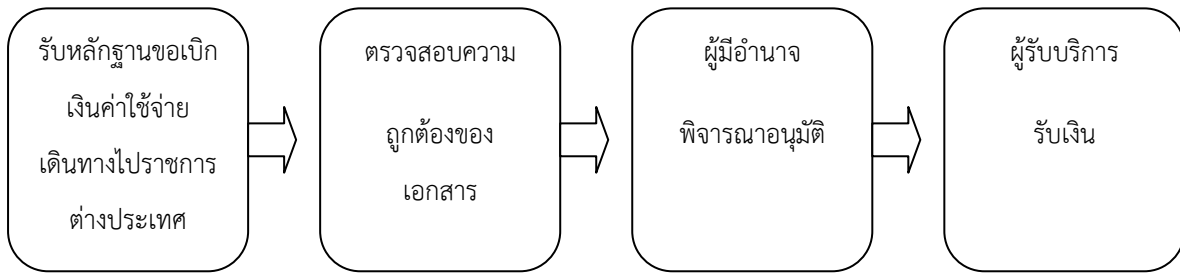 รับหลักฐานขอเบิก
เงินค่าใช้จ่าย
เดินทางไปราชการ
ต่างประเทศ
ตรวจสอบความ
ถูกต้องของ
เอกสาร
ผู้มีอำนาจ
พิจารณาอนุมัติ
ผู้รับบริการ
รับเงิน